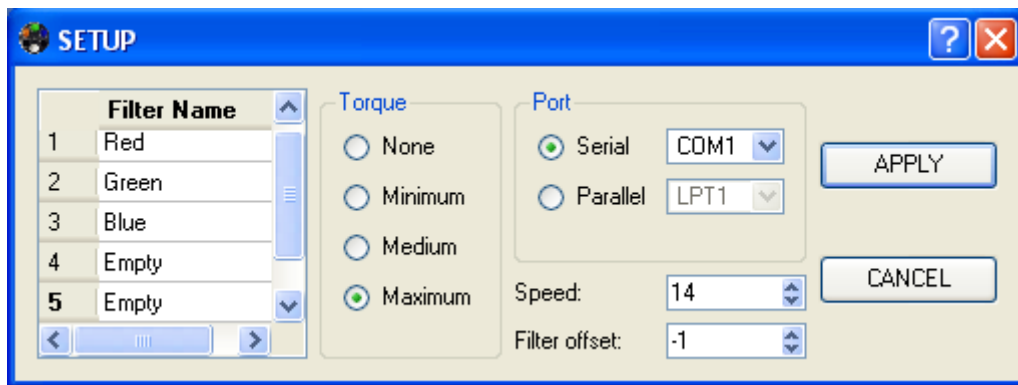 SETUP
Filter Name
1 Red
2 Green
3 Blue
4 Empty
5 Empty
Torque
None
Minimum
Medium
Maximum
Port
Serial COM1
Parallel LPT1
Speed: 14
Filter offset: -1
APPLY
CANCEL